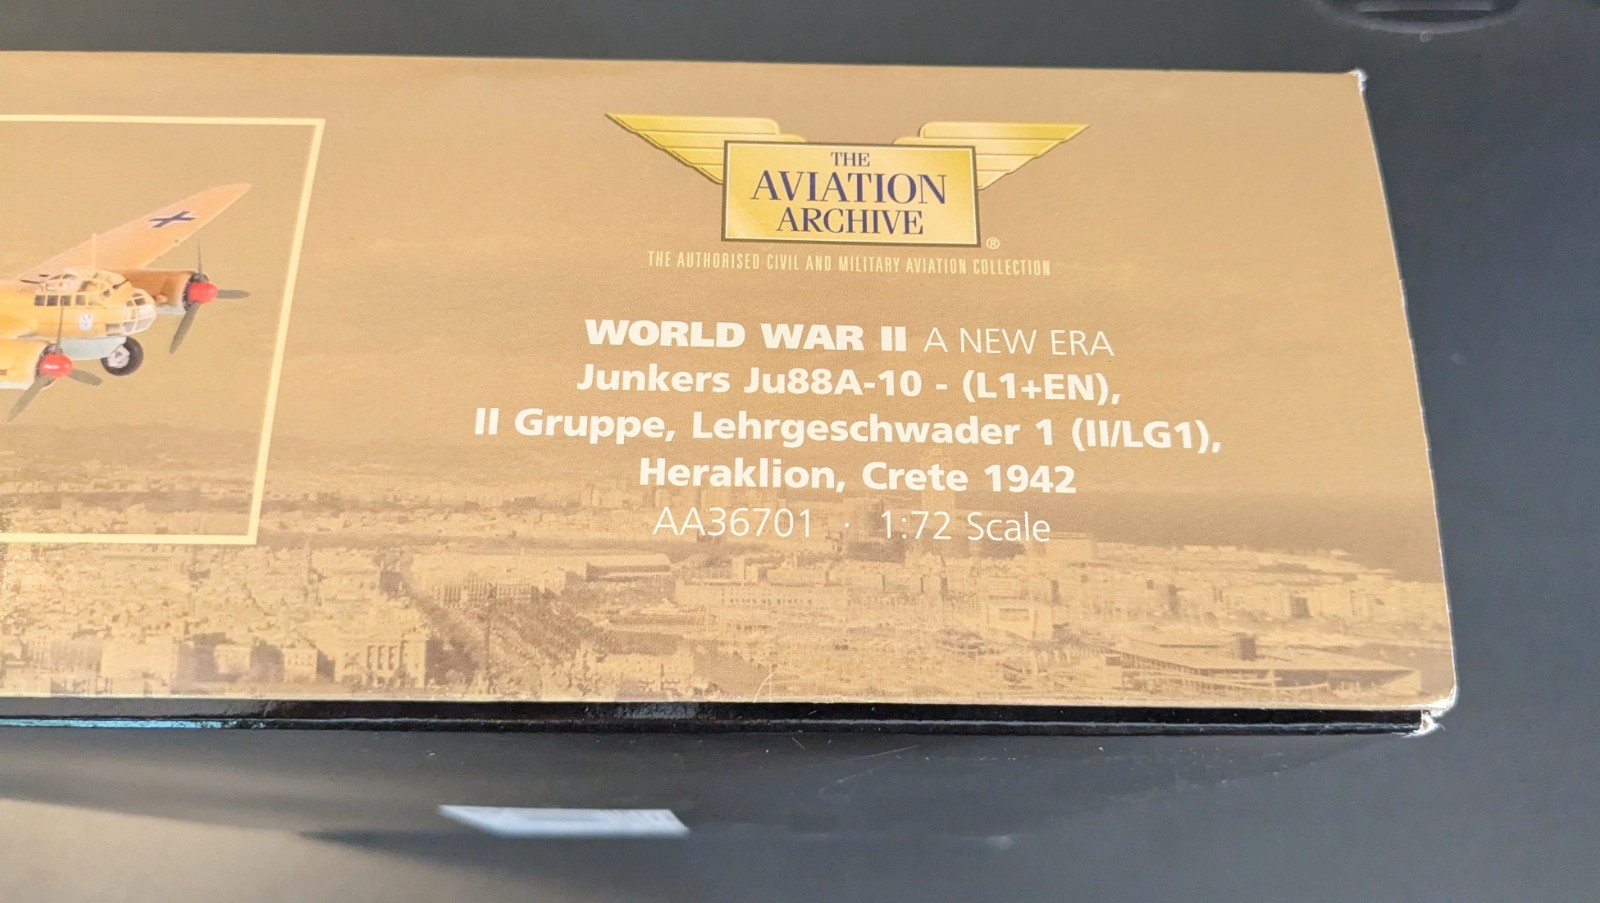 THE
AVIATION
ARCHIVE
®
THE AUTHORISED CIVIL AND MILITARY AVIATION COLLECTION
WORLD WAR II A NEW ERA
Junkers Ju88A-10 - (L1+EN),
II Gruppe, Lehrgeschwader 1 (II/LG1),
Heraklion, Crete 1942
AA36701 · 1:72 Scale